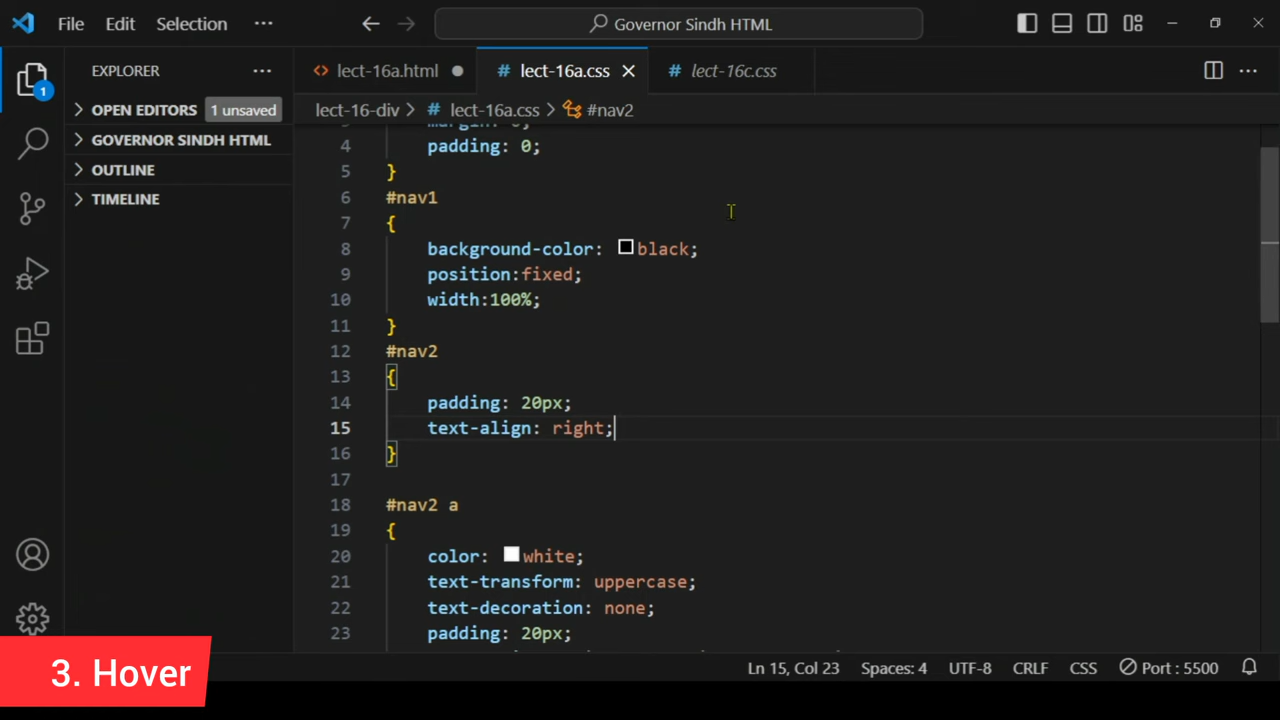 File Edit Selection ··· Governor Sindh HTML
EXPLORER ··· lect-16a.html lect-16a.css lect-16c.css
OPEN EDITORS 1 unsaved
lect-16-div > # lect-16a.css > #nav2
GOVERNOR SINDH HTML
OUTLINE
TIMELINE
4 padding: 0;
5 }
6 #nav1
7 {
8 background-color: black;
9 position:fixed;
10 width:100%;
11 }
12 #nav2
13 {
14 padding: 20px;
15 text-align: right;
16 }
17
18 #nav2 a
19 {
20 color: white;
21 text-transform: uppercase;
22 text-decoration: none;
23 padding: 20px;
1
3. Hover
Ln 15, Col 23 Spaces: 4 UTF-8 CRLF CSS Port : 5500